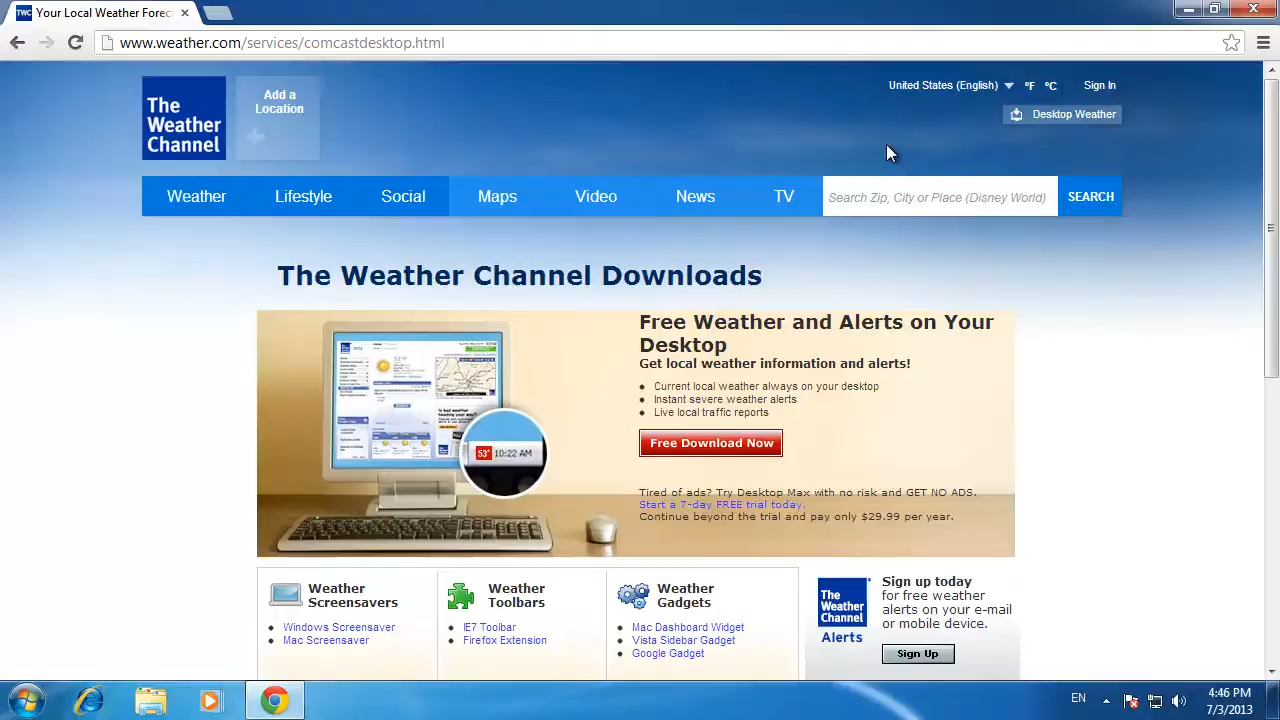 TWC Your Local Weather Forec
www.weather.com/services/comcastdesktop.html
The Weather Channel
Add a
Location
United States (English) °F °C Sign In
Desktop Weather
Weather Lifestyle Social Maps Video News TV Search Zip, City or Place (Disney World) SEARCH
The Weather Channel Downloads
Free Weather and Alerts on Your
Desktop
Get local weather information and alerts!
Current local weather always on your desktop
Instant severe weather alerts
Live local traffic reports
Free Download Now
53° 10:22 AM
Tired of ads? Try Desktop Max with no risk and GET NO ADS.
Start a 7-day FREE trial today.
Continue beyond the trial and pay only $29.99 per year.
Weather
Screensavers
Windows Screensaver
Mac Screensaver
Weather
Toolbars
IE7 Toolbar
Firefox Extension
Weather
Gadgets
Mac Dashboard Widget
Vista Sidebar Gadget
Google Gadget
The
Weather
Channel
Alerts
Sign up today
for free weather
alerts on your e-mail
or mobile device.
Sign Up
EN
4:46 PM
7/3/2013